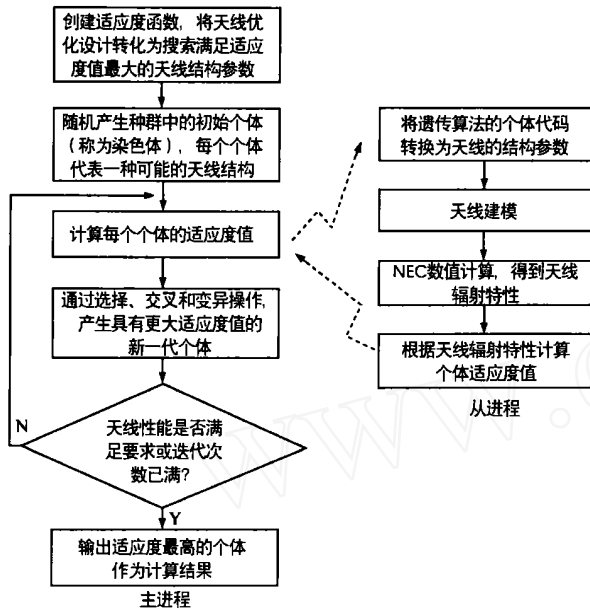 创建适应度函数，将天线优
化设计转化为搜索满足适应
度值最大的天线结构参数
随机产生种群中的初始个体
（称为染色体），每个个体
代表一种可能的天线结构
计算每个个体的适应度值
通过选择、交叉和变异操作,
产生具有更大适应度值的
新一代个体
N
天线性能是否满
足要求或迭代次
数已满?
Y
输出适应度最高的个体
作为计算结果
主进程
将遗传算法的个体代码
转换为天线的结构参数
天线建模
NEC数值计算，得到天线
辐射特性
根据天线辐射特性计算
个体适应度值
从进程
www.